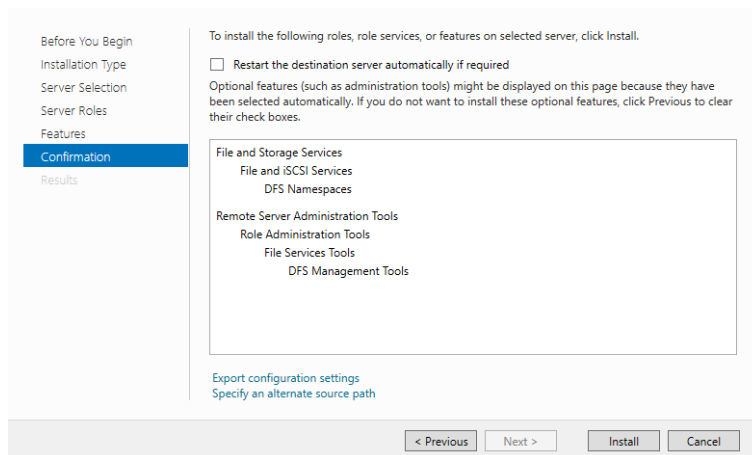 Before You Begin
Installation Type
Server Selection
Server Roles
Features
Confirmation
Results
To install the following roles, role services, or features on selected server, click Install.
Restart the destination server automatically if required
Optional features (such as administration tools) might be displayed on this page because they have
been selected automatically. If you do not want to install these optional features, click Previous to clear
their check boxes.
File and Storage Services
File and iSCSI Services
DFS Namespaces
Remote Server Administration Tools
Role Administration Tools
File Services Tools
DFS Management Tools
Export configuration settings
Specify an alternate source path
< Previous
Next >
Install
Cancel